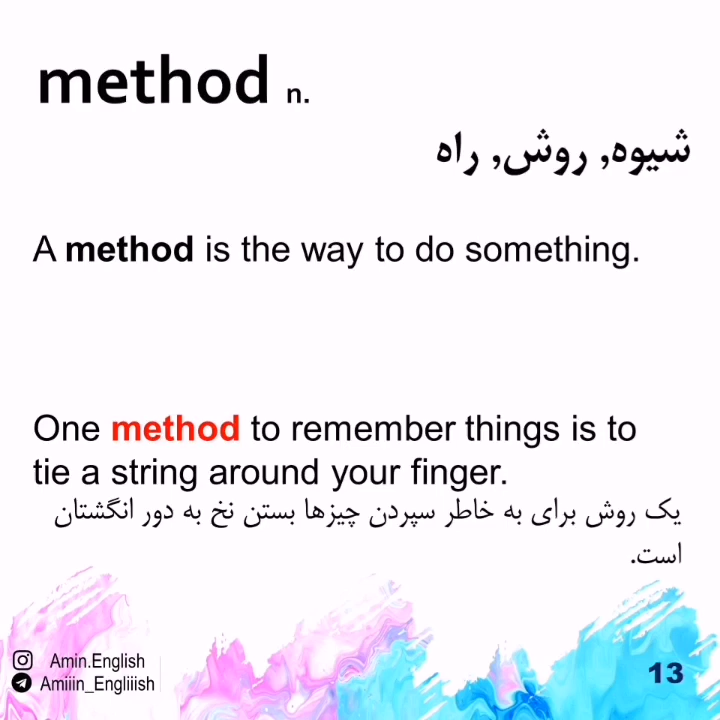 method n.
شیوه, روش, راه
A method is the way to do something.
One method to remember things is to
tie a string around your finger.
یک روش برای به خاطر سپردن چیزها بستن نخ به دور انگشتان
است.
Amin.English
Amiiin_Engliiish
13